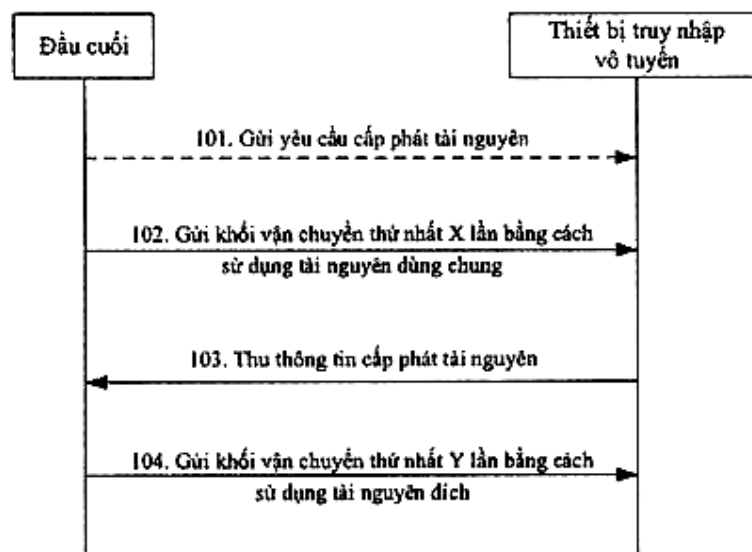 Đầu cuối
Thiết bị truy nhập
vô tuyến
101. Gửi yêu cầu cấp phát tài nguyên
102. Gửi khối vận chuyển thứ nhất X lần bằng cách
sử dụng tài nguyên dùng chung
103. Thu thông tin cấp phát tài nguyên
104. Gửi khối vận chuyển thứ nhất Y lần bằng cách
sử dụng tài nguyên đích